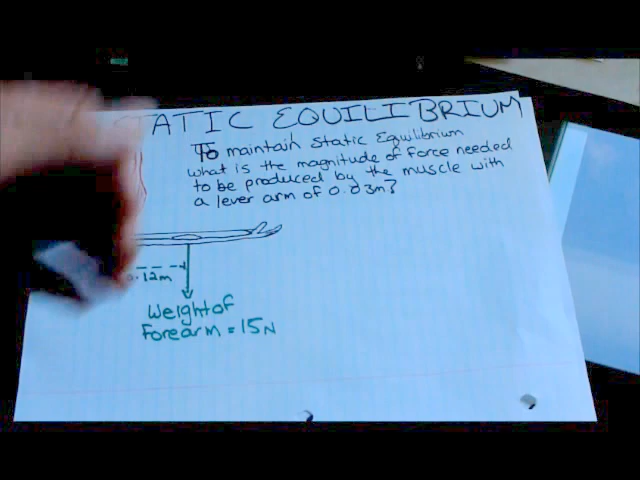 TATIC EQUILIBRIUM
To maintain Static Equilibrium
what is the magnitude of force needed
to be produced by the muscle with
a lever arm of 0.03m?
0.12m
Weight of
Forearm = 15N